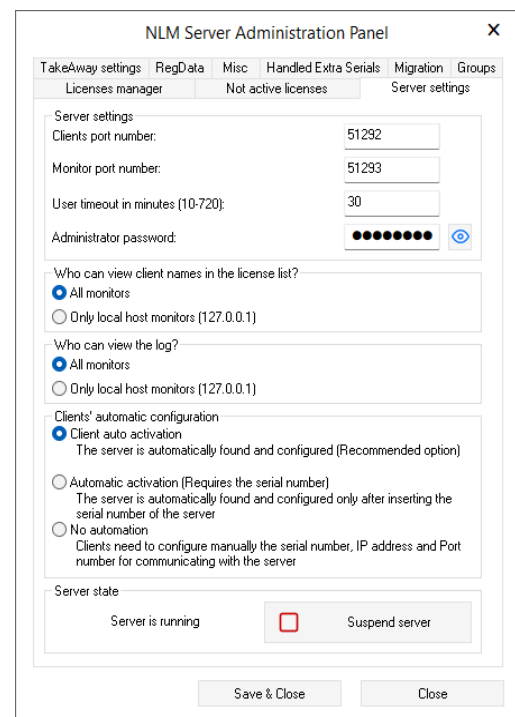 NLM Server Administration Panel
TakeAway settings RegData Misc Handled Extra Serials Migration Groups
Licenses manager Not active licenses Server settings
Server settings
Clients port number: 51292
Monitor port number: 51293
User timeout in minutes (10-720): 30
Administrator password: ●●●●●●●●
Who can view client names in the license list?
All monitors
Only local host monitors (127.0.0.1)
Who can view the log?
All monitors
Only local host monitors (127.0.0.1)
Clients' automatic configuration
Client auto activation
The server is automatically found and configured (Recommended option)
Automatic activation (Requires the serial number)
The server is automatically found and configured only after inserting the
serial number of the server
No automation
Clients need to configure manually the serial number, IP address and Port
number for communicating with the server
Server state
Server is running Suspend server
Save & Close Close